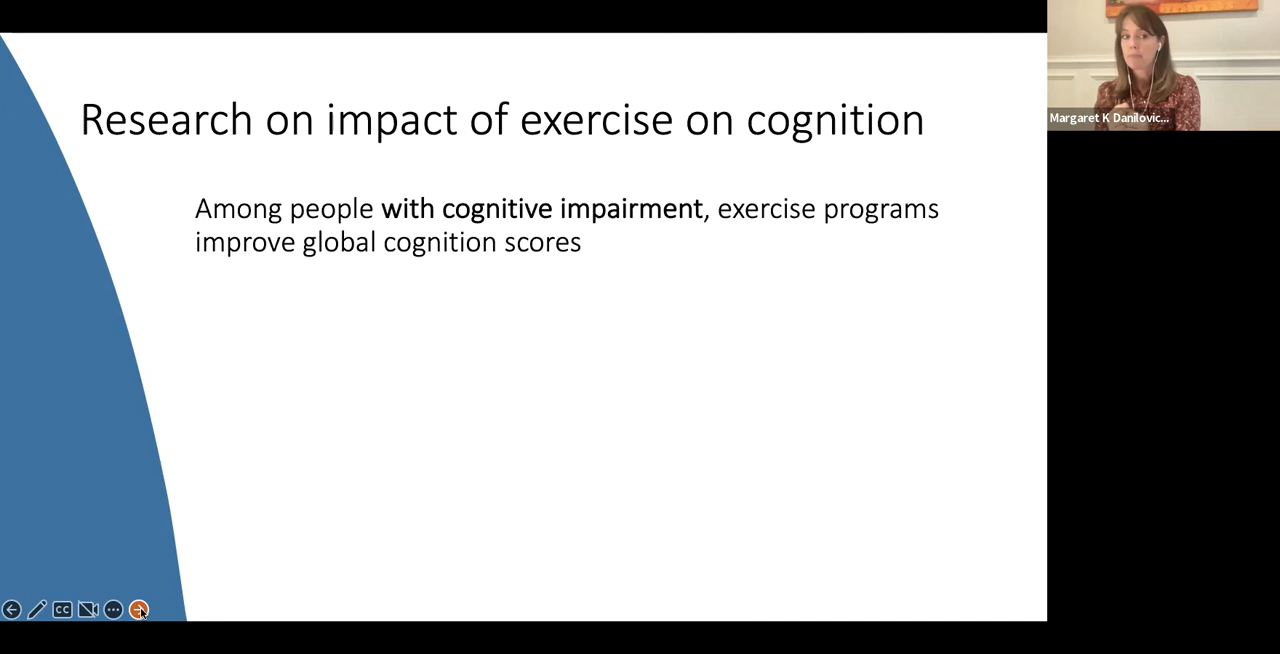 Research on impact of exercise on cognition
Among people with cognitive impairment, exercise programs
improve global cognition scores
Margaret K Danilovic...
CC